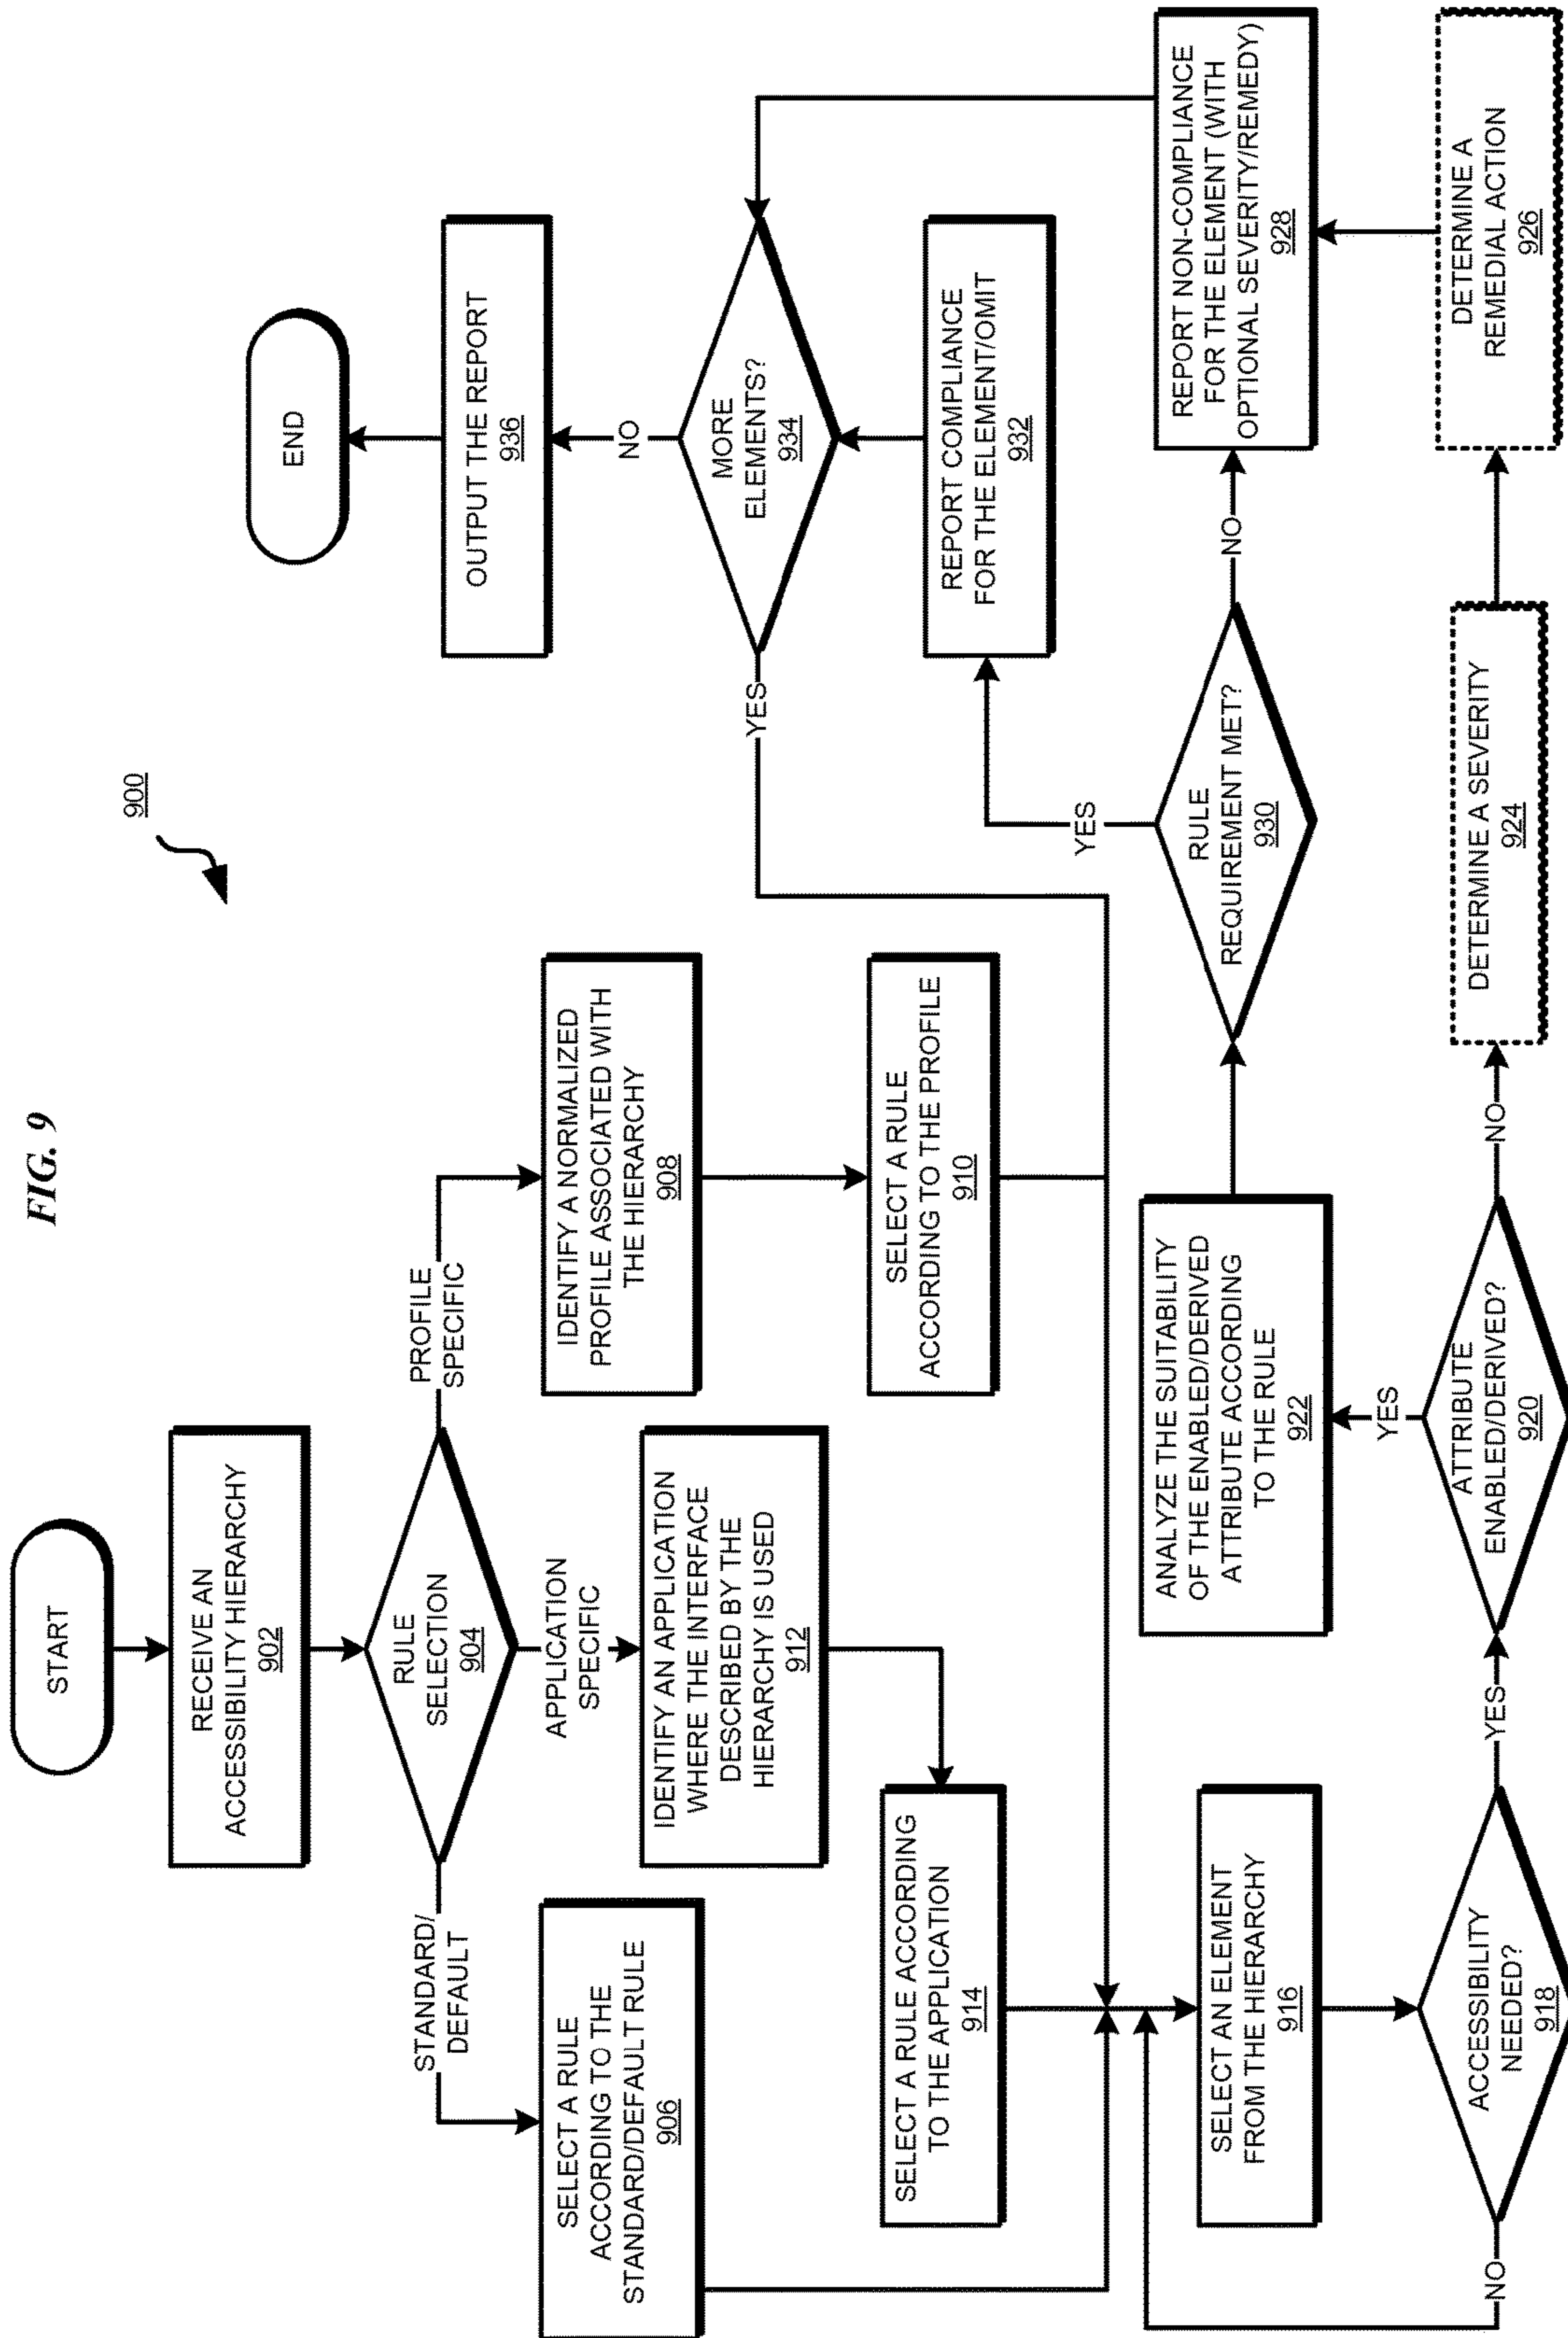 FIG. 9
900
START
RECEIVE AN
ACCESSIBILITY HIERARCHY
902
RULE
SELECTION
904
STANDARD/
DEFAULT
APPLICATION
SPECIFIC
PROFILE
SPECIFIC
SELECT A RULE
ACCORDING TO THE
STANDARD/DEFAULT RULE
906
IDENTIFY AN APPLICATION
WHERE THE INTERFACE
DESCRIBED BY THE
HIERARCHY IS USED
912
IDENTIFY A NORMALIZED
PROFILE ASSOCIATED WITH
THE HIERARCHY
908
SELECT A RULE ACCORDING
TO THE APPLICATION
914
SELECT A RULE
ACCORDING TO THE PROFILE
910
SELECT AN ELEMENT
FROM THE HIERARCHY
916
ACCESSIBILITY
NEEDED?
918
NO
YES
ATTRIBUTE
ENABLED/DERIVED?
920
YES
NO
ANALYZE THE SUITABILITY
OF THE ENABLED/DERIVED
ATTRIBUTE ACCORDING
TO THE RULE
922
DETERMINE A SEVERITY
924
DETERMINE A
REMEDIAL ACTION
926
RULE
REQUIREMENT MET?
930
YES
NO
REPORT NON-COMPLIANCE
FOR THE ELEMENT (WITH
OPTIONAL SEVERITY/REMEDY)
928
REPORT COMPLIANCE
FOR THE ELEMENT/OMIT
932
MORE
ELEMENTS?
934
YES
NO
OUTPUT THE REPORT
936
END